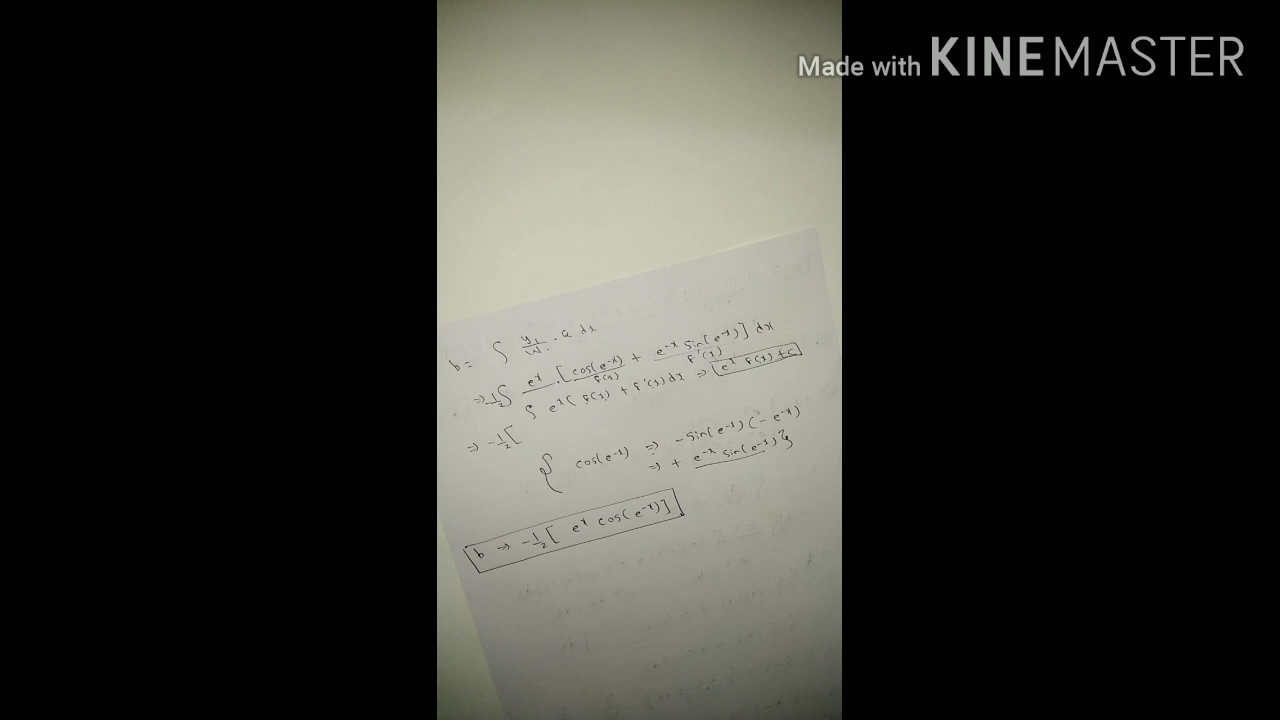 Made with KINEMASTER
b = ∫ y₁/W . Q dx
⇒ -1/2 ∫ eˣ . [cos(e⁻ˣ) + e⁻ˣ sin(e⁻ˣ)] dx
f(x) f'(x)
⇒ -1/2 [ ∫ eˣ( f(x) + f'(x) dx ⇒ eˣ f(x) + c
{ cos(e⁻ˣ) ⇒ -sin(e⁻ˣ) (-e⁻ˣ)
⇒ + e⁻ˣ sin(e⁻ˣ) }
b ⇒ -1/2 [ eˣ cos(e⁻ˣ)]